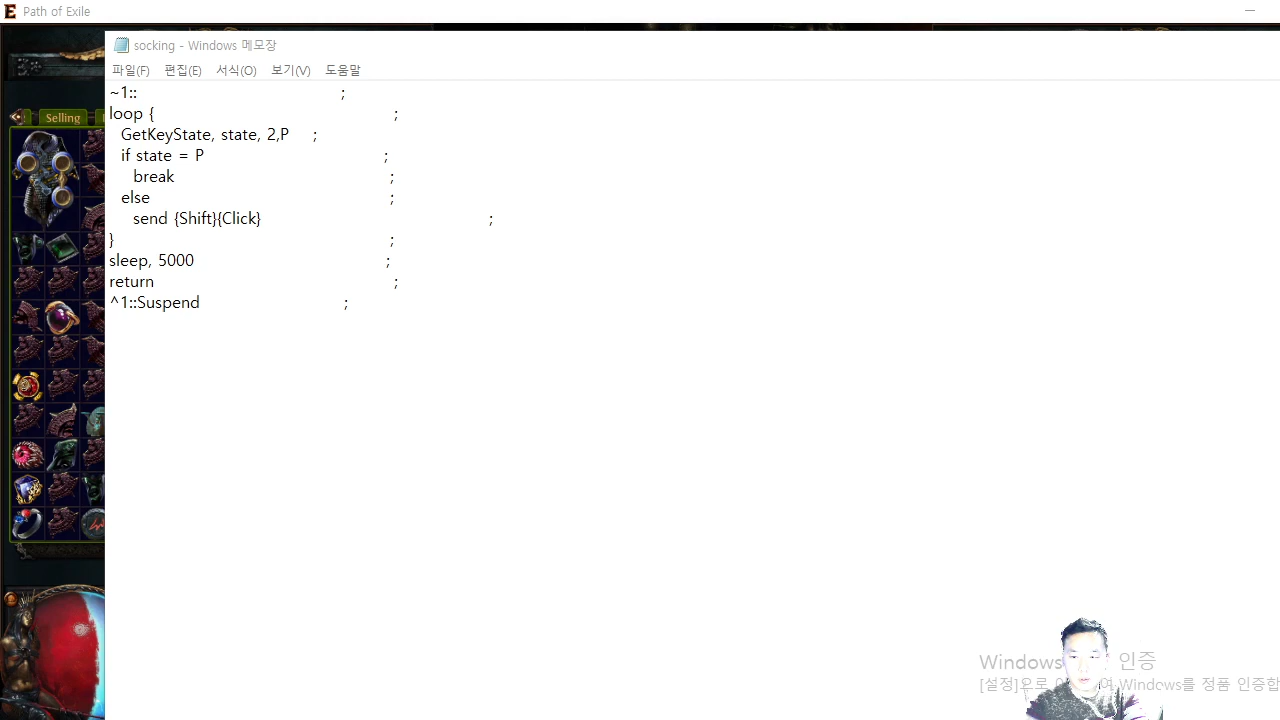 Path of Exile
socking - Windows 메모장
파일(F) 편집(E) 서식(O) 보기(V) 도움말
Selling
~1:: ;
loop { ;
GetKeyState, state, 2,P ;
if state = P ;
break ;
else ;
send {Shift}{Click} ;
} ;
sleep, 5000 ;
return ;
^1::Suspend ;
Windows 인증
[설정]으로 Windows를 정품 인증합